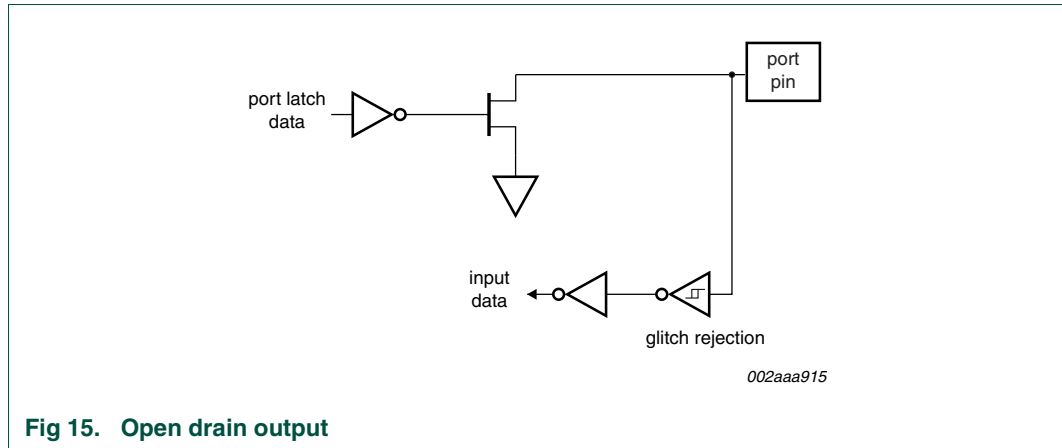 port
pin
port latch
data
input
data
glitch rejection
002aaa915
Fig 15. Open drain output